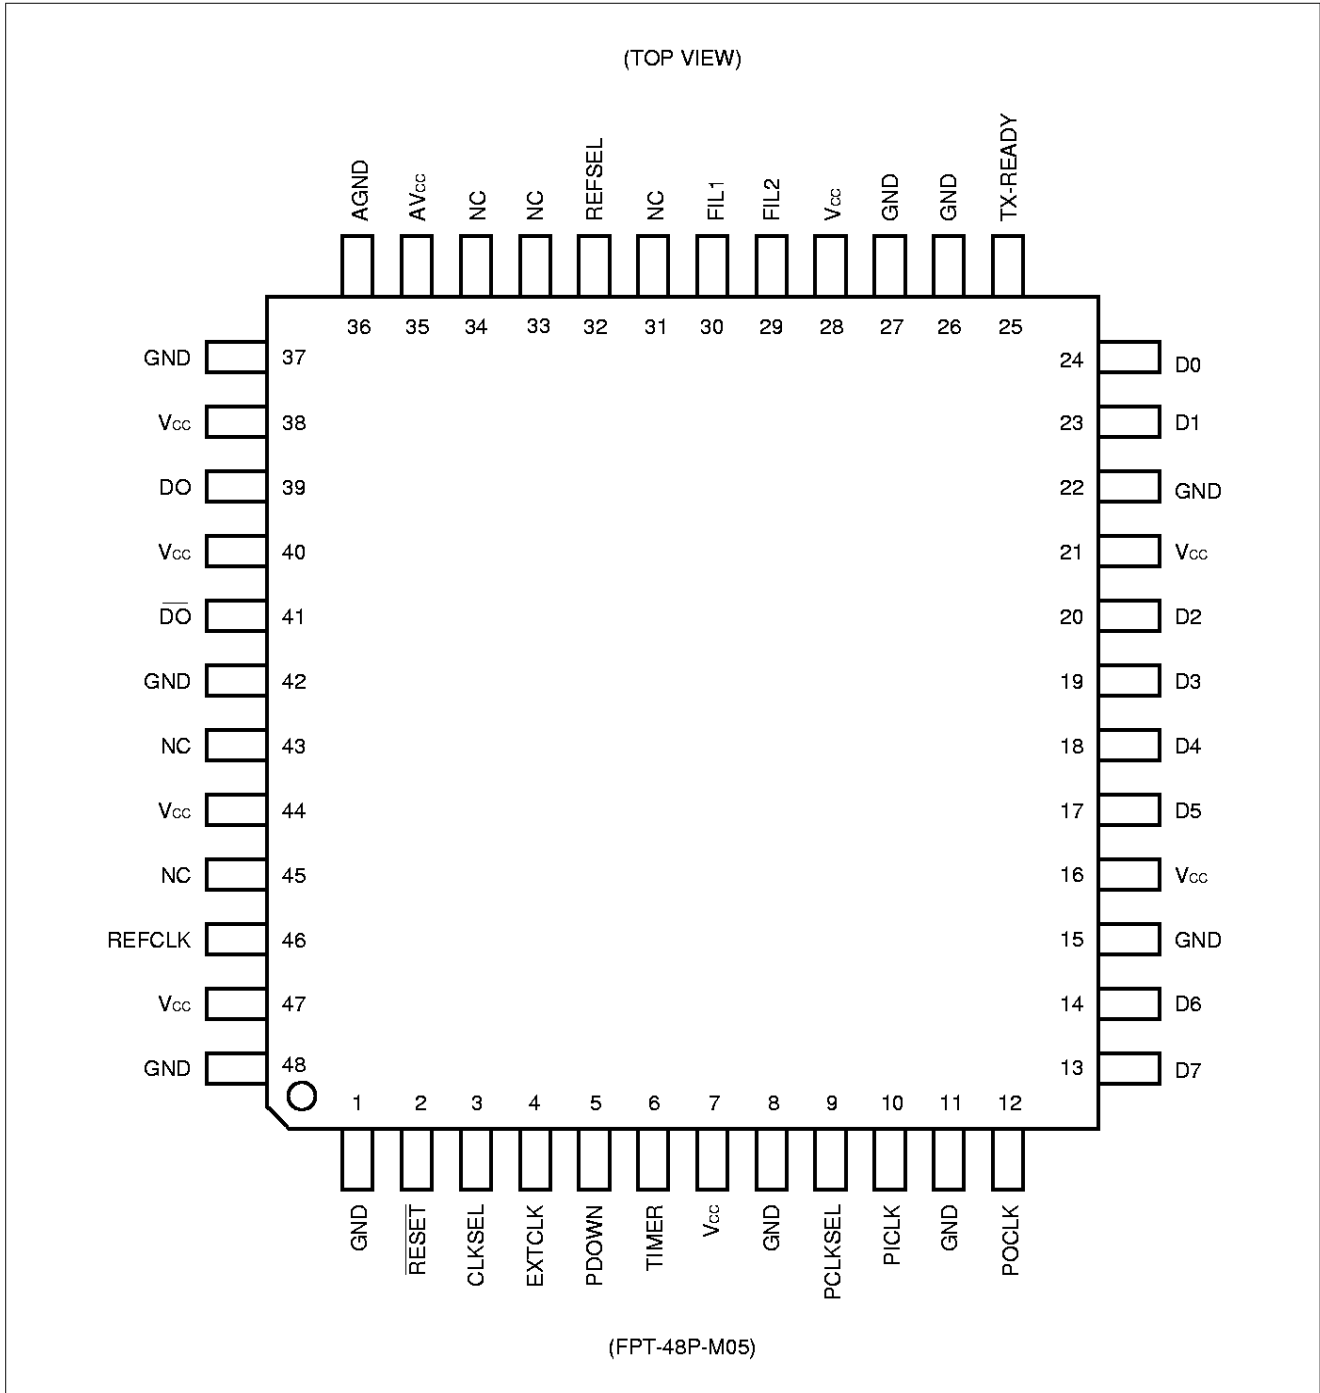 (TOP VIEW)
AGND AVCC NC NC REFSEL NC FIL1 FIL2 VCC GND GND TX-READY
36 35 34 33 32 31 30 29 28 27 26 25
GND 37 24 D0
VCC 38 23 D1
DO 39 22 GND
VCC 40 21 VCC
D̅O̅ 41 20 D2
GND 42 19 D3
NC 43 18 D4
VCC 44 17 D5
NC 45 16 VCC
REFCLK 46 15 GND
VCC 47 14 D6
GND 48 13 D7
1 2 3 4 5 6 7 8 9 10 11 12
GND R̅E̅S̅E̅T̅ CLKSEL EXTCLK PDOWN TIMER VCC GND PCLKSEL PICLK GND POCLK
(FPT-48P-M05)